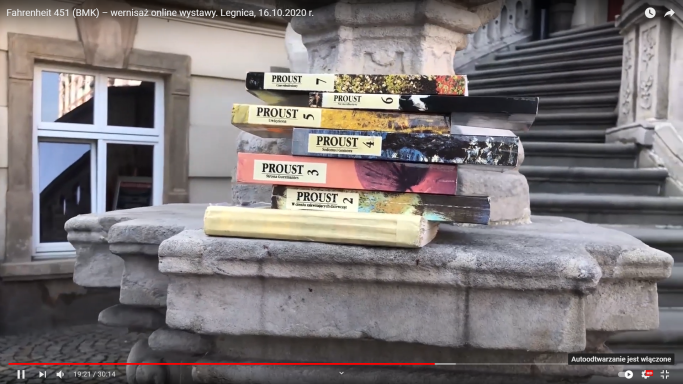 Fahrenheit 451 (BMK) – wernisaż online wystawy. Legnica, 16.10.2020 r.
PROUST 7
PROUST 6
PROUST 5
PROUST 4
PROUST 3
PROUST 2
Autoodtwarzanie jest włączone
19:21 / 30:14